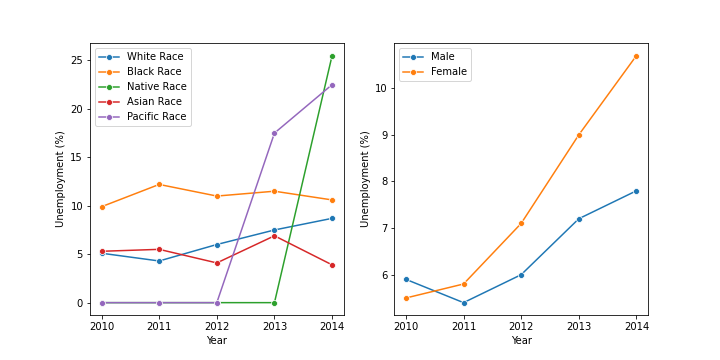 White Race
Black Race
Native Race
Asian Race
Pacific Race
Unemployment (%)
25
20
15
10
5
0
2010 2011 2012 2013 2014
Year
Male
Female
Unemployment (%)
10
9
8
7
6
2010 2011 2012 2013 2014
Year